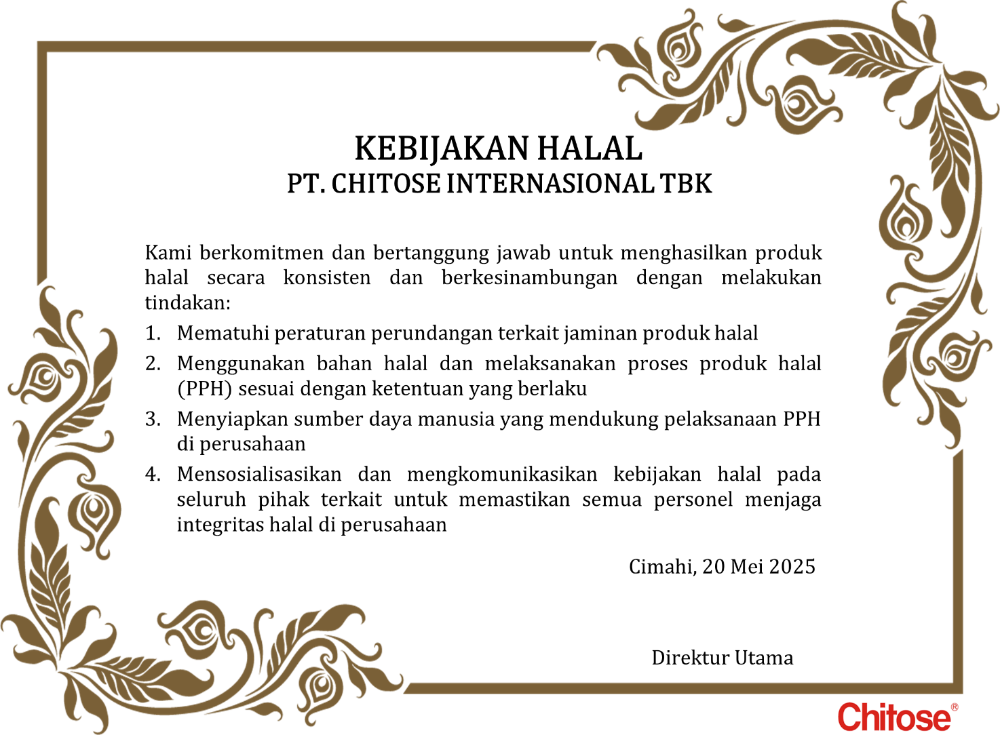 KEBIJAKAN HALAL
PT. CHITOSE INTERNASIONAL TBK
Kami berkomitmen dan bertanggung jawab untuk menghasilkan produk
halal secara konsisten dan berkesinambungan dengan melakukan
tindakan:
1. Mematuhi peraturan perundangan terkait jaminan produk halal
2. Menggunakan bahan halal dan melaksanakan proses produk halal
(PPH) sesuai dengan ketentuan yang berlaku
3. Menyiapkan sumber daya manusia yang mendukung pelaksanaan PPH
di perusahaan
4. Mensosialisasikan dan mengkomunikasikan kebijakan halal pada
seluruh pihak terkait untuk memastikan semua personel menjaga
integritas halal di perusahaan
Cimahi, 20 Mei 2025
Direktur Utama
Chitose®